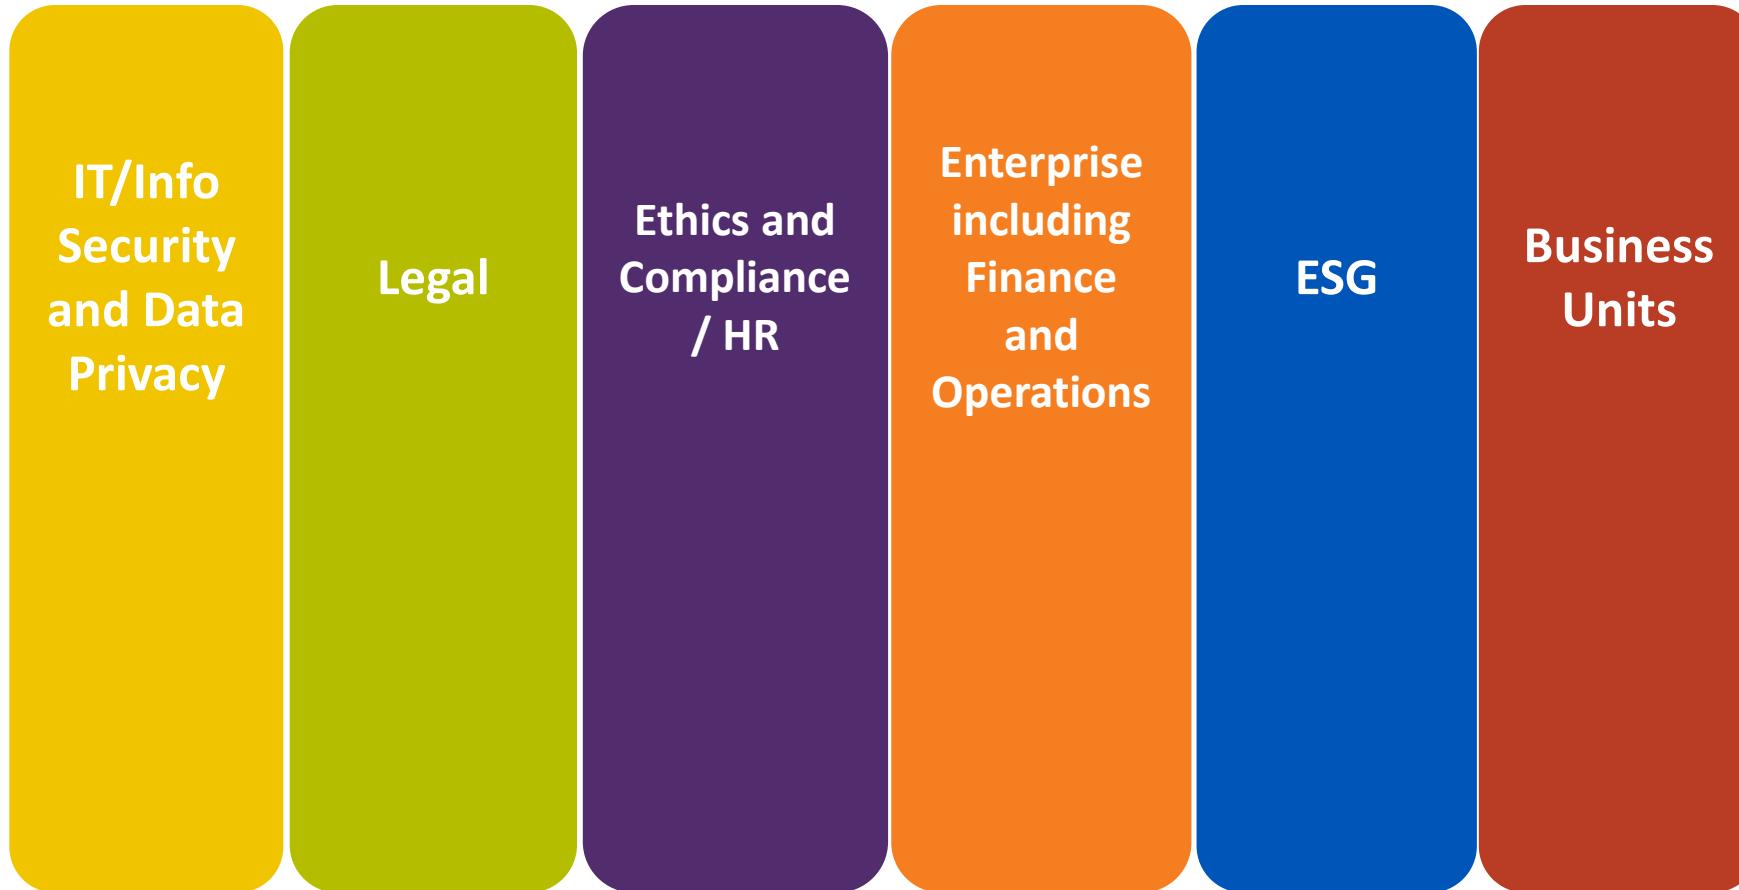 IT/Info
Security
and Data
Privacy
Legal
Ethics and
Compliance
/ HR
Enterprise
including
Finance
and
Operations
ESG
Business
Units